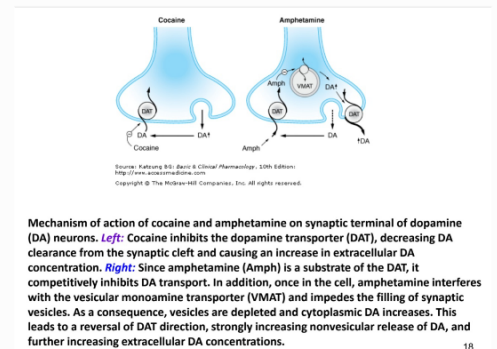 Cocaine
Amphetamine
Amph
VMAT
DA↑
DAT
DAT
DAT
DA
DA↑
DA
↑DA
Cocaine
Amph
Source: Katzung BG: Basic & Clinical Pharmacology, 10th Edition:
http://www.accessmedicine.com
Copyright © The McGraw-Hill Companies, Inc. All rights reserved.
Mechanism of action of cocaine and amphetamine on synaptic terminal of dopamine
(DA) neurons. Left: Cocaine inhibits the dopamine transporter (DAT), decreasing DA
clearance from the synaptic cleft and causing an increase in extracellular DA
concentration. Right: Since amphetamine (Amph) is a substrate of the DAT, it
competitively inhibits DA transport. In addition, once in the cell, amphetamine interferes
with the vesicular monoamine transporter (VMAT) and impedes the filling of synaptic
vesicles. As a consequence, vesicles are depleted and cytoplasmic DA increases. This
leads to a reversal of DAT direction, strongly increasing nonvesicular release of DA, and
further increasing extracellular DA concentrations.
18